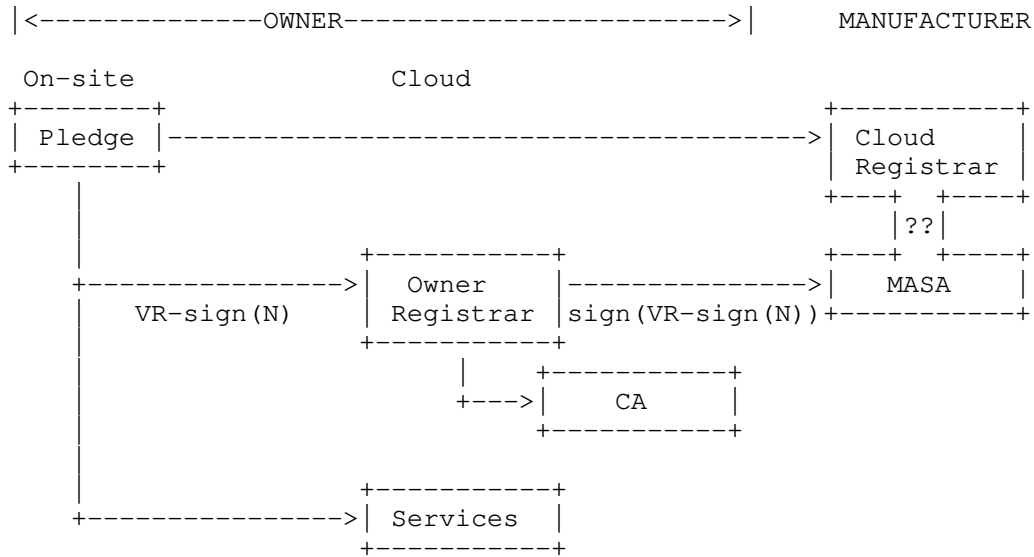 |<--------------OWNER------------------------>| MANUFACTURER
On-site Cloud
Pledge Cloud
Registrar
??
Owner MASA
VR-sign(N) Registrar sign(VR-sign(N))
CA
Services